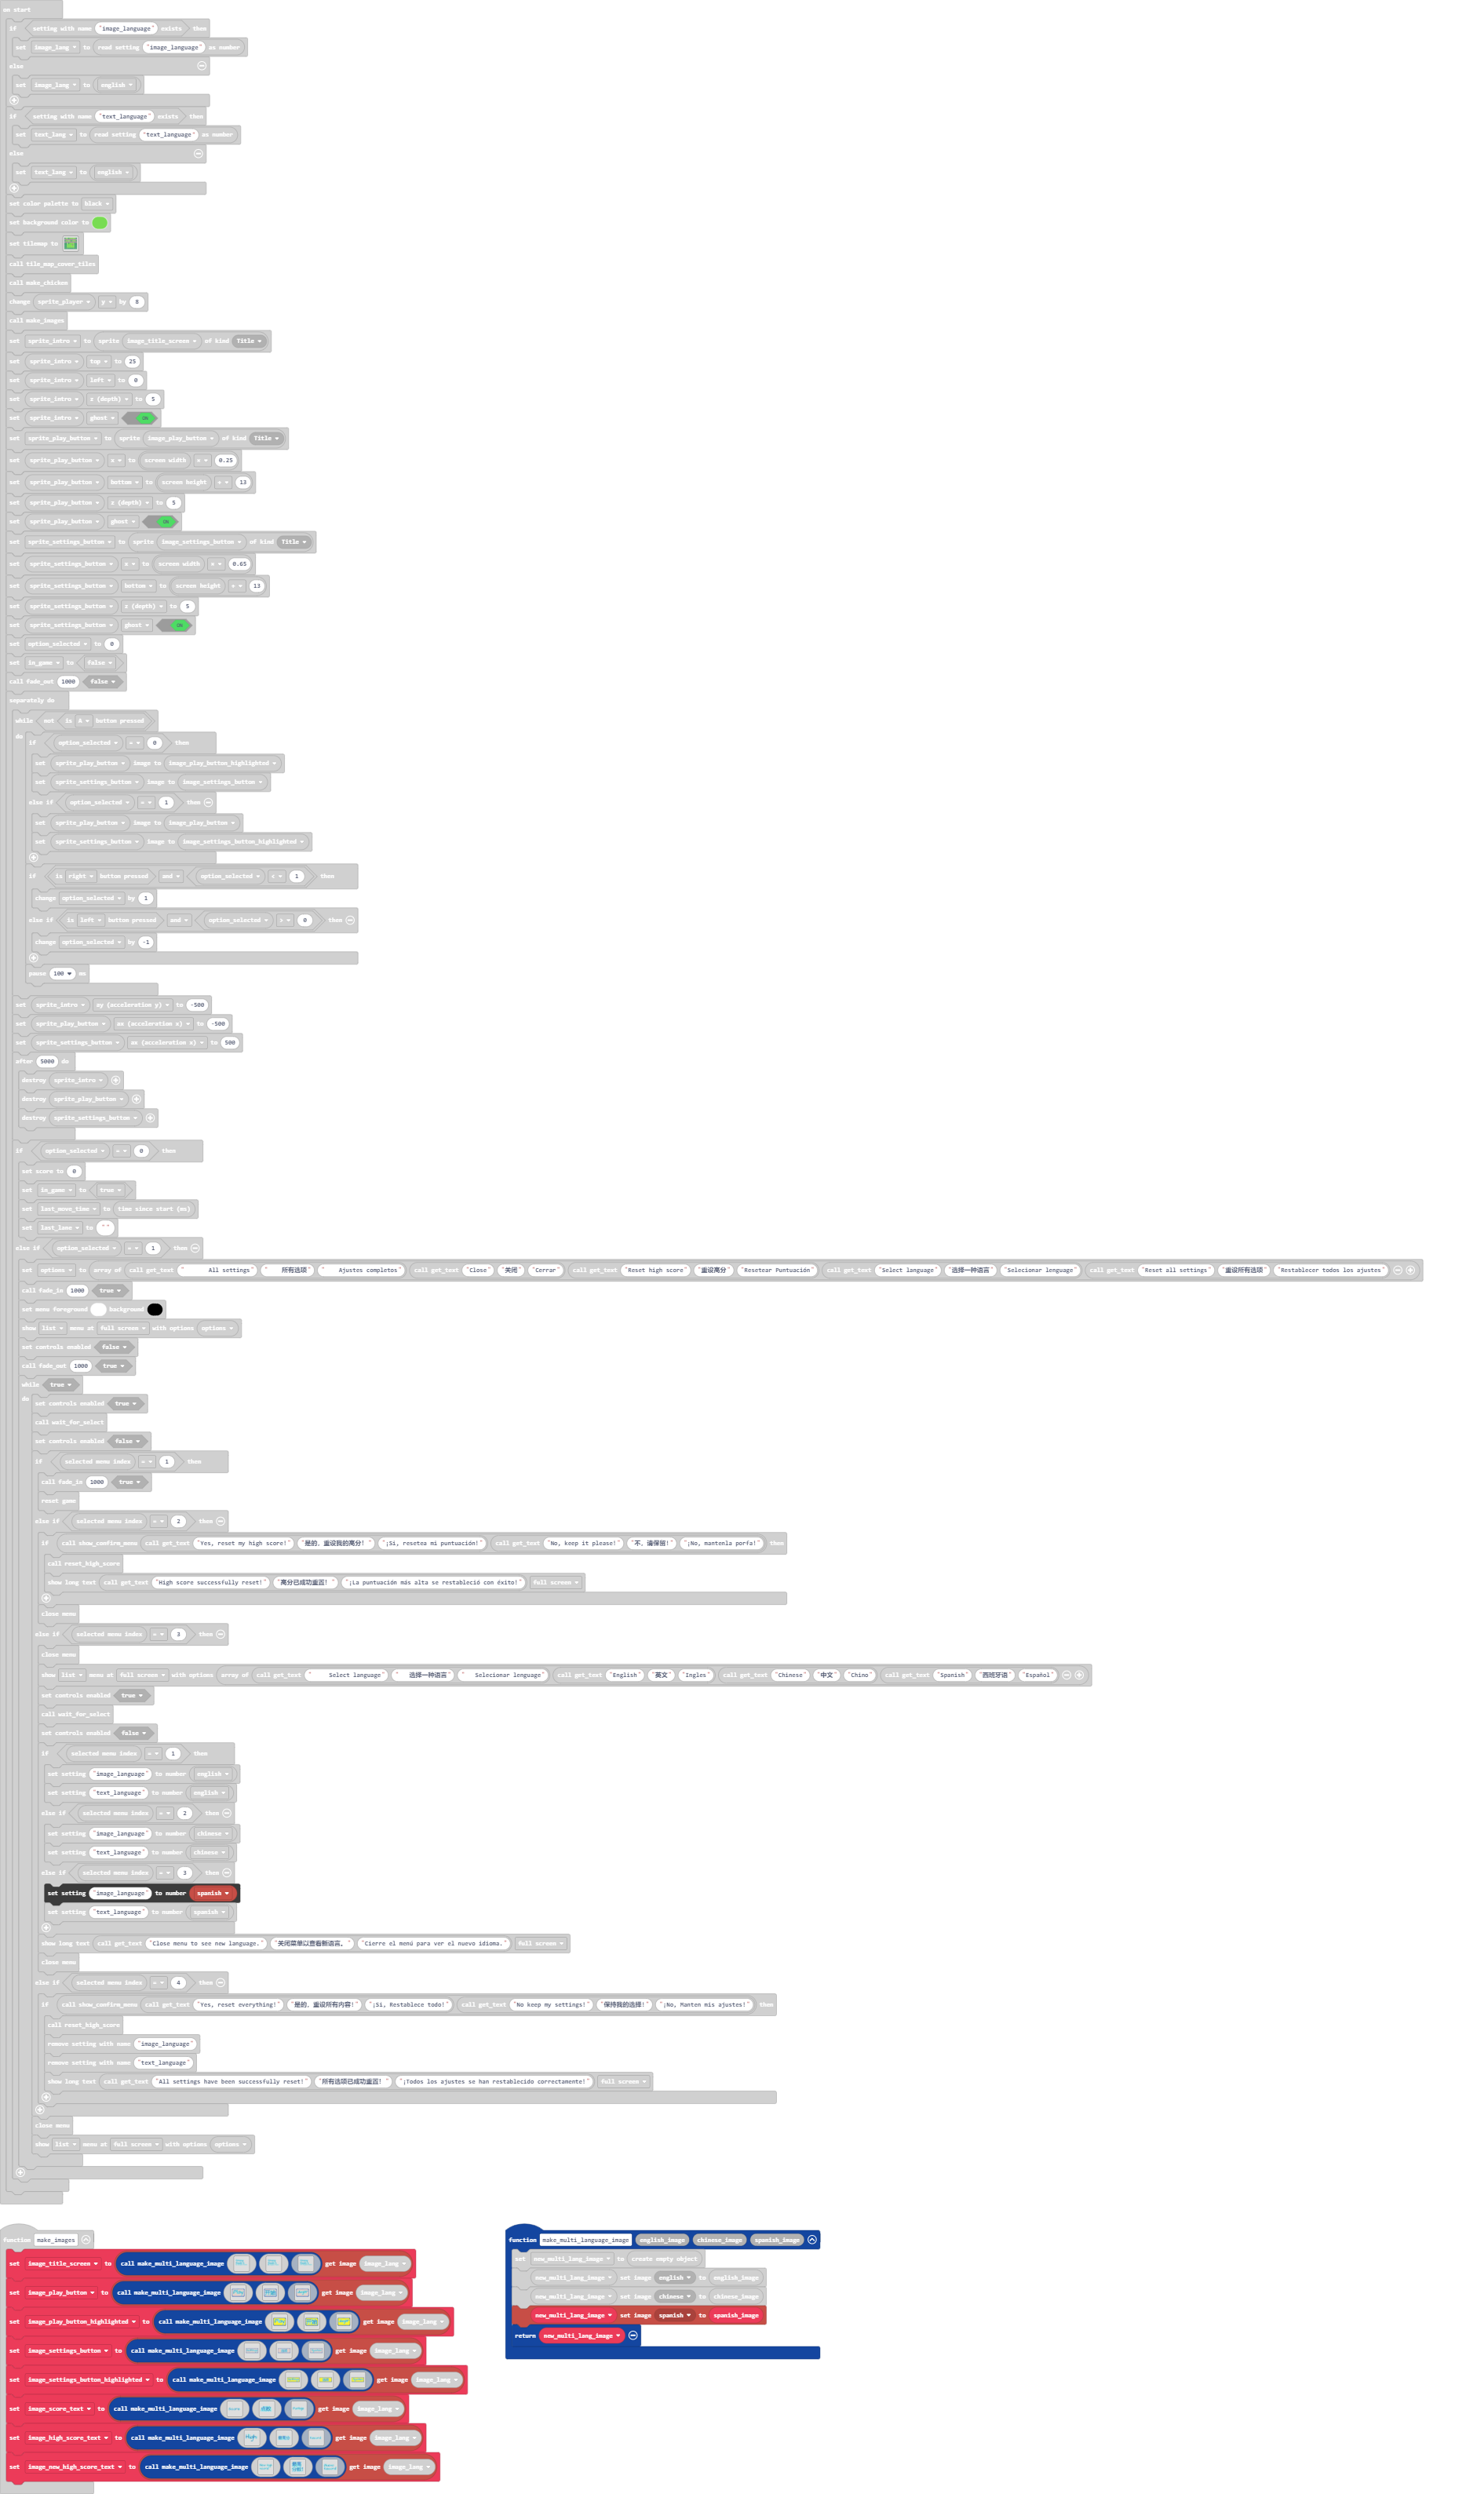 on start
if setting with name "image_language" exists then
set image_lang to read setting "image_language" as number
else
set image_lang to english
if setting with name "text_language" exists then
set text_lang to read setting "text_language" as number
else
set text_lang to english
set color palette to black
set background color to
set tilemap to
call tile_map_cover_tiles
call make_chicken
change sprite_player y by 8
call make_images
set sprite_intro to sprite image_title_screen of kind Title
set sprite_intro top to 25
set sprite_intro left to 0
set sprite_intro z (depth) to 5
set sprite_intro ghost ON
set sprite_play_button to sprite image_play_button of kind Title
set sprite_play_button x to screen width × 0.25
set sprite_play_button bottom to screen height - 13
set sprite_play_button z (depth) to 5
set sprite_play_button ghost ON
set sprite_settings_button to sprite image_settings_button of kind Title
set sprite_settings_button x to screen width × 0.65
set sprite_settings_button bottom to screen height - 13
set sprite_settings_button z (depth) to 5
set sprite_settings_button ghost ON
set option_selected to 0
set in_game to false
call fade_out 1000 false
separately do
while not is A button pressed
do
if option_selected = 0 then
set sprite_play_button image to image_play_button_highlighted
set sprite_settings_button image to image_settings_button
else if option_selected = 1 then
set sprite_play_button image to image_play_button
set sprite_settings_button image to image_settings_button_highlighted
if is right button pressed and option_selected < 1 then
change option_selected by 1
else if is left button pressed and option_selected > 0 then
change option_selected by -1
pause 100 ms
set sprite_intro ay (acceleration y) to -500
set sprite_play_button ax (acceleration x) to -500
set sprite_settings_button ax (acceleration x) to 500
after 5000 do
destroy sprite_intro
destroy sprite_play_button
destroy sprite_settings_button
if option_selected = 0 then
set score to 0
set in_game to true
set last_move_time to time since start (ms)
set last_lane to " "
else if option_selected = 1 then
set options to array of call get_text " All settings" " 所有选项" " Ajustes completos" call get_text "Close" "关闭" "Cerrar" call get_text "Reset high score" "重设高分" "Resetear Puntuación" call get_text "Select language" "选择一种语言" "Selecionar lenguage" call get_text "Reset all settings" "重设所有选项" "Restablecer todos los ajustes"
call fade_in 1000 true
set menu foreground background
show list menu at full screen with options options
set controls enabled false
call fade_out 1000 true
while true
do
set controls enabled true
call wait_for_select
set controls enabled false
if selected menu index = 1 then
call fade_in 1000 true
reset game
else if selected menu index = 2 then
if call show_confirm_menu call get_text "Yes, reset my high score!" "是的，重设我的高分！" "¡Si, resetea mi puntuación!" call get_text "No, keep it please!" "不，请保留!" "¡No, mantenla porfa!" then
call reset_high_score
show long text call get_text "High score successfully reset!" "高分已成功重置！" "¡La puntuación más alta se restableció con éxito!" full screen
close menu
else if selected menu index = 3 then
close menu
show list menu at full screen with options array of call get_text " Select language" " 选择一种语言" " Selecionar lenguage" call get_text "English" "英文" "Ingles" call get_text "Chinese" "中文" "Chino" call get_text "Spanish" "西班牙语" "Español"
set controls enabled true
call wait_for_select
set controls enabled false
if selected menu index = 1 then
set setting "image_language" to number english
set setting "text_language" to number english
else if selected menu index = 2 then
set setting "image_language" to number chinese
set setting "text_language" to number chinese
else if selected menu index = 3 then
set setting "image_language" to number spanish
set setting "text_language" to number spanish
show long text call get_text "Close menu to see new language." "关闭菜单以查看新语言。" "Cierre el menú para ver el nuevo idioma." full screen
close menu
else if selected menu index = 4 then
if call show_confirm_menu call get_text "Yes, reset everything!" "是的，重设所有内容!" "¡Si, Restablece todo!" call get_text "No keep my settings!" "保持我的选择!" "¡No, Manten mis ajustes!" then
call reset_high_score
remove setting with name "image_language"
remove setting with name "text_language"
show long text call get_text "All settings have been successfully reset!" "所有选项已成功重置！" "¡Todos los ajustes se han restablecido correctamente!" full screen
close menu
show list menu at full screen with options options
function make_images
set image_title_screen to call make_multi_language_image get image image_lang
set image_play_button to call make_multi_language_image get image image_lang
set image_play_button_highlighted to call make_multi_language_image get image image_lang
set image_settings_button to call make_multi_language_image get image image_lang
set image_settings_button_highlighted to call make_multi_language_image get image image_lang
set image_score_text to call make_multi_language_image get image image_lang
set image_high_score_text to call make_multi_language_image get image image_lang
set image_new_high_score_text to call make_multi_language_image get image image_lang
function make_multi_language_image english_image chinese_image spanish_image
set new_multi_lang_image to create empty object
new_multi_lang_image set image english to english_image
new_multi_lang_image set image chinese to chinese_image
new_multi_lang_image set image spanish to spanish_image
return new_multi_lang_image